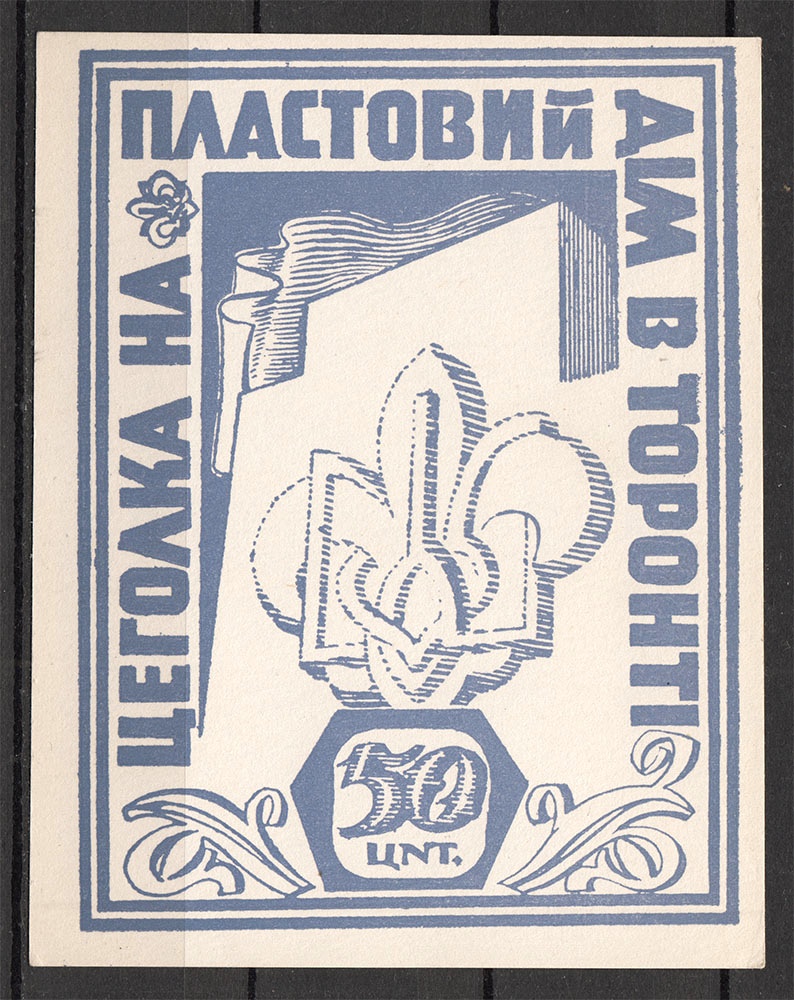 ЦЕГОЛКА НА
ПЛАСТОВИЙ
ДІМ В ТОРОНТІ
50
ЦНТ.